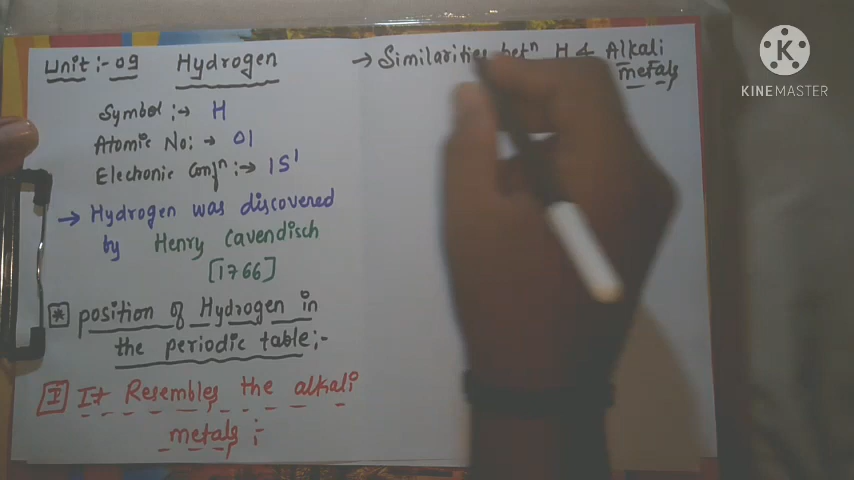 Unit :- 09 Hydrogen
Symbol :→ H
Atomic No: → 01
Electronic Confⁿ :→ 1S¹
→ Hydrogen was discovered
by Henry Cavendisch
[1766]
* position of Hydrogen in
the periodic table :-
I It Resembles the alkali
metals :-
→ Similarities betⁿ H & Alkali
metals
K
KINEMASTER